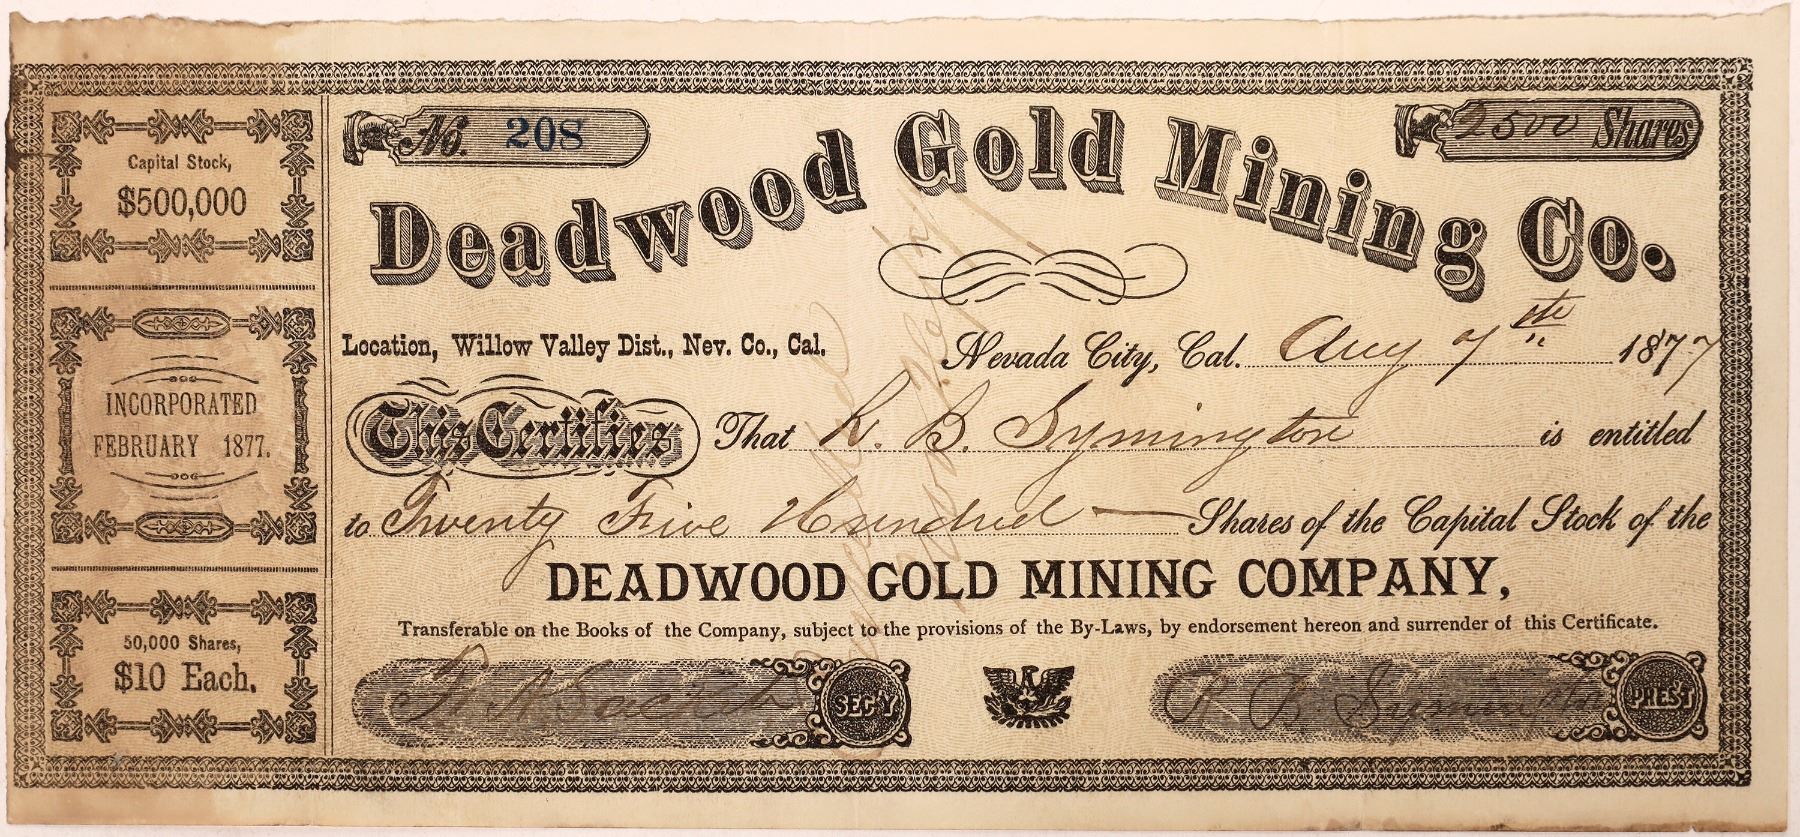 Capital Stock,
$500,000
INCORPORATED
FEBRUARY 1877.
50,000 Shares,
$10 Each.
No. 208
2500 Shares
Deadwood Gold Mining Co.
Location, Willow Valley Dist., Nev. Co., Cal.
Nevada City, Cal. Aug 7th 1877
This Certifies That R. B. Symington is entitled
to Twenty Five Hundred — Shares of the Capital Stock of the
DEADWOOD GOLD MINING COMPANY,
Transferable on the Books of the Company, subject to the provisions of the By-Laws, by endorsement hereon and surrender of this Certificate.
SEC'Y
R. B. Symington PRES'T